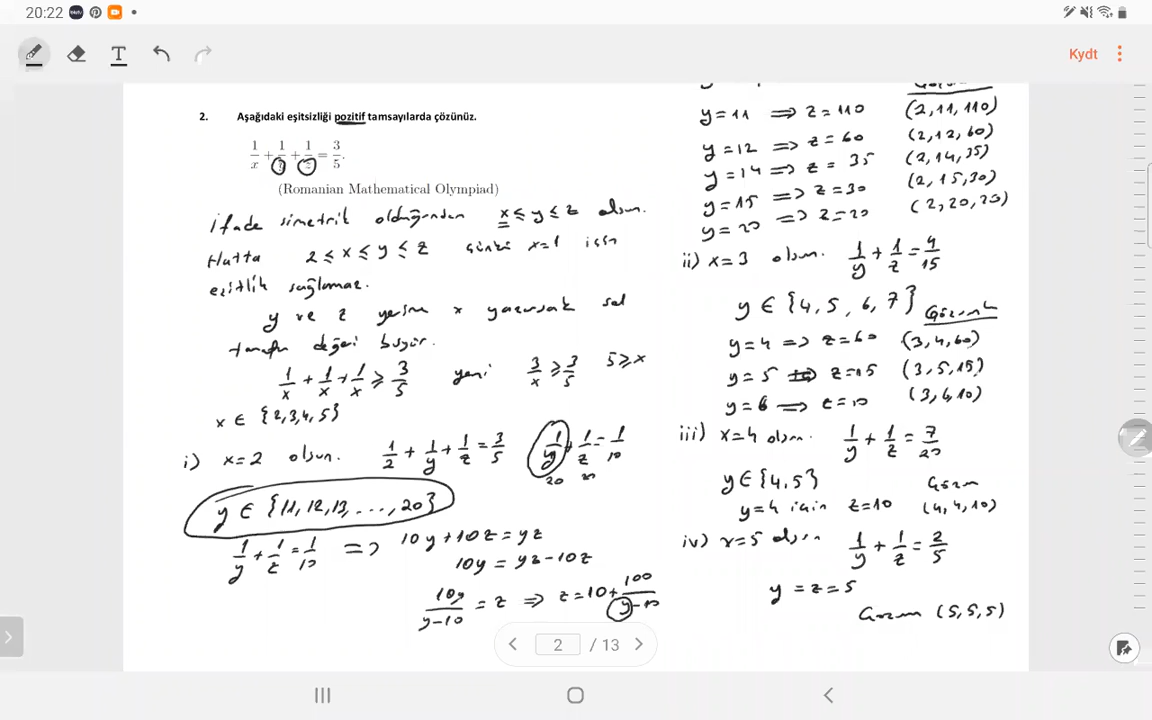 20:22
Kydt
2. Aşağıdaki eşitsizliği pozitif tamsayılarda çözünüz.
1/x + 1/y + 1/z = 3/5.
(Romanian Mathematical Olympiad)
ifade simetrik olduğundan x ≤ y ≤ z olsun.
Hatta 2 ≤ x ≤ y ≤ z çünkü x=1 için
eşitlik sağlamaz.
y ve z yerine x yazarsak sol
tarafın değeri büyür.
1/x + 1/x + 1/x ≥ 3/5 yani 3/x ≥ 3/5 5 ≥ x
x ∈ {2,3,4,5}
i) x=2 olsun. 1/2 + 1/y + 1/z = 3/5 1/y + 1/z = 1/10
20 20
y ∈ {11,12,13,...,20}
1/y + 1/z = 1/10 => 10y+10z=yz
10y = yz-10z
10y/(y-10) = z => z=10+100/(y-10)
Çözüm
y=11 => z=110 (2,11,110)
y=12 => z=60 (2,12,60)
y=14 => z=35 (2,14,35)
y=15 => z=30 (2,15,30)
y=20 => z=20 (2,20,20)
ii) x=3 olsun. 1/y + 1/z = 4/15
y ∈ {4,5,6,7} Çözüm
y=4 => z=60 (3,4,60)
y=5 => z=15 (3,5,15)
y=6 => z=10 (3,6,10)
iii) x=4 olsun. 1/y + 1/z = 7/20
y ∈ {4,5} Çözüm
y=4 için z=10 (4,4,10)
iv) x=5 olsun 1/y + 1/z = 2/5
y=z=5
Çözüm (5,5,5)
2 / 13